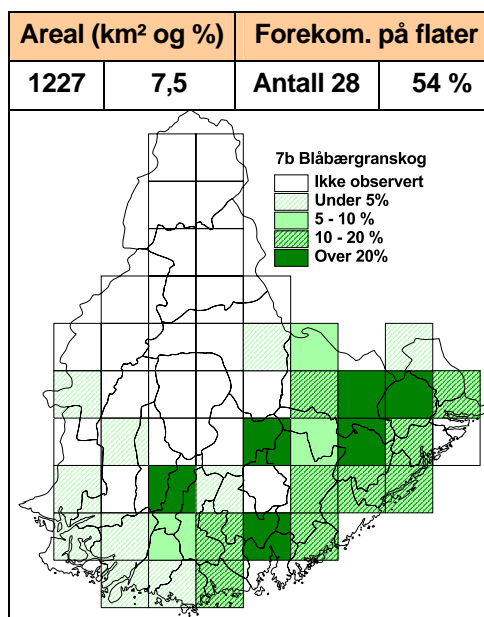 Areal (km² og %) Forekom. på flater
1227 7,5 Antall 28 54 %
7b Blåbærgranskog
Ikke observert
Under 5%
5 - 10 %
10 - 20 %
Over 20%